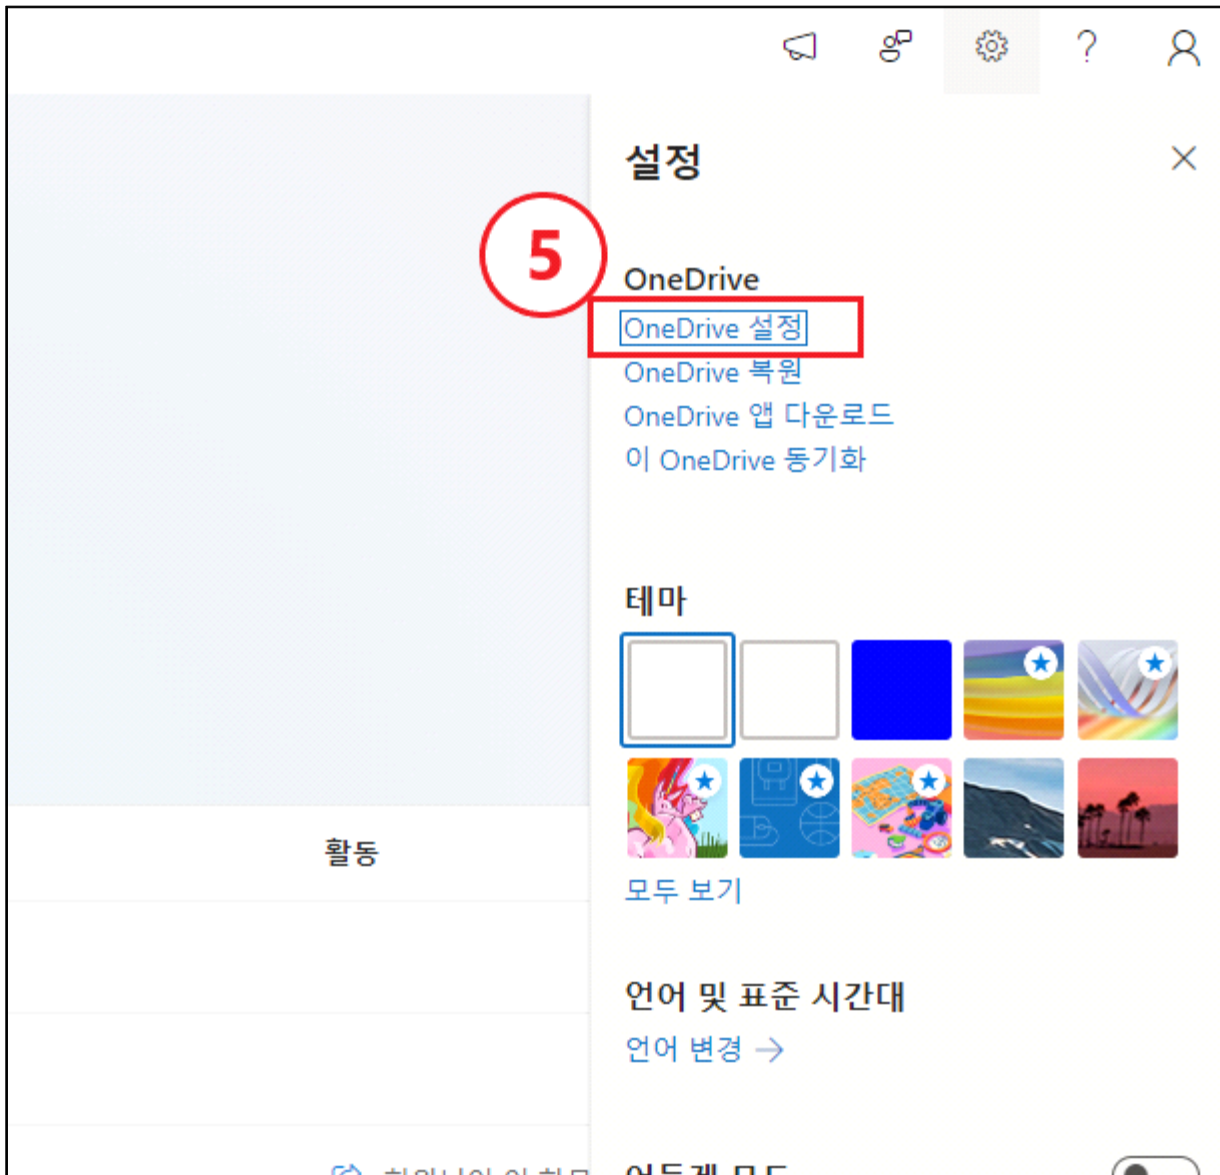 설정
5
OneDrive
OneDrive 설정
OneDrive 복원
OneDrive 앱 다운로드
이 OneDrive 동기화
테마
모두 보기
활동
언어 및 표준 시간대
언어 변경 →